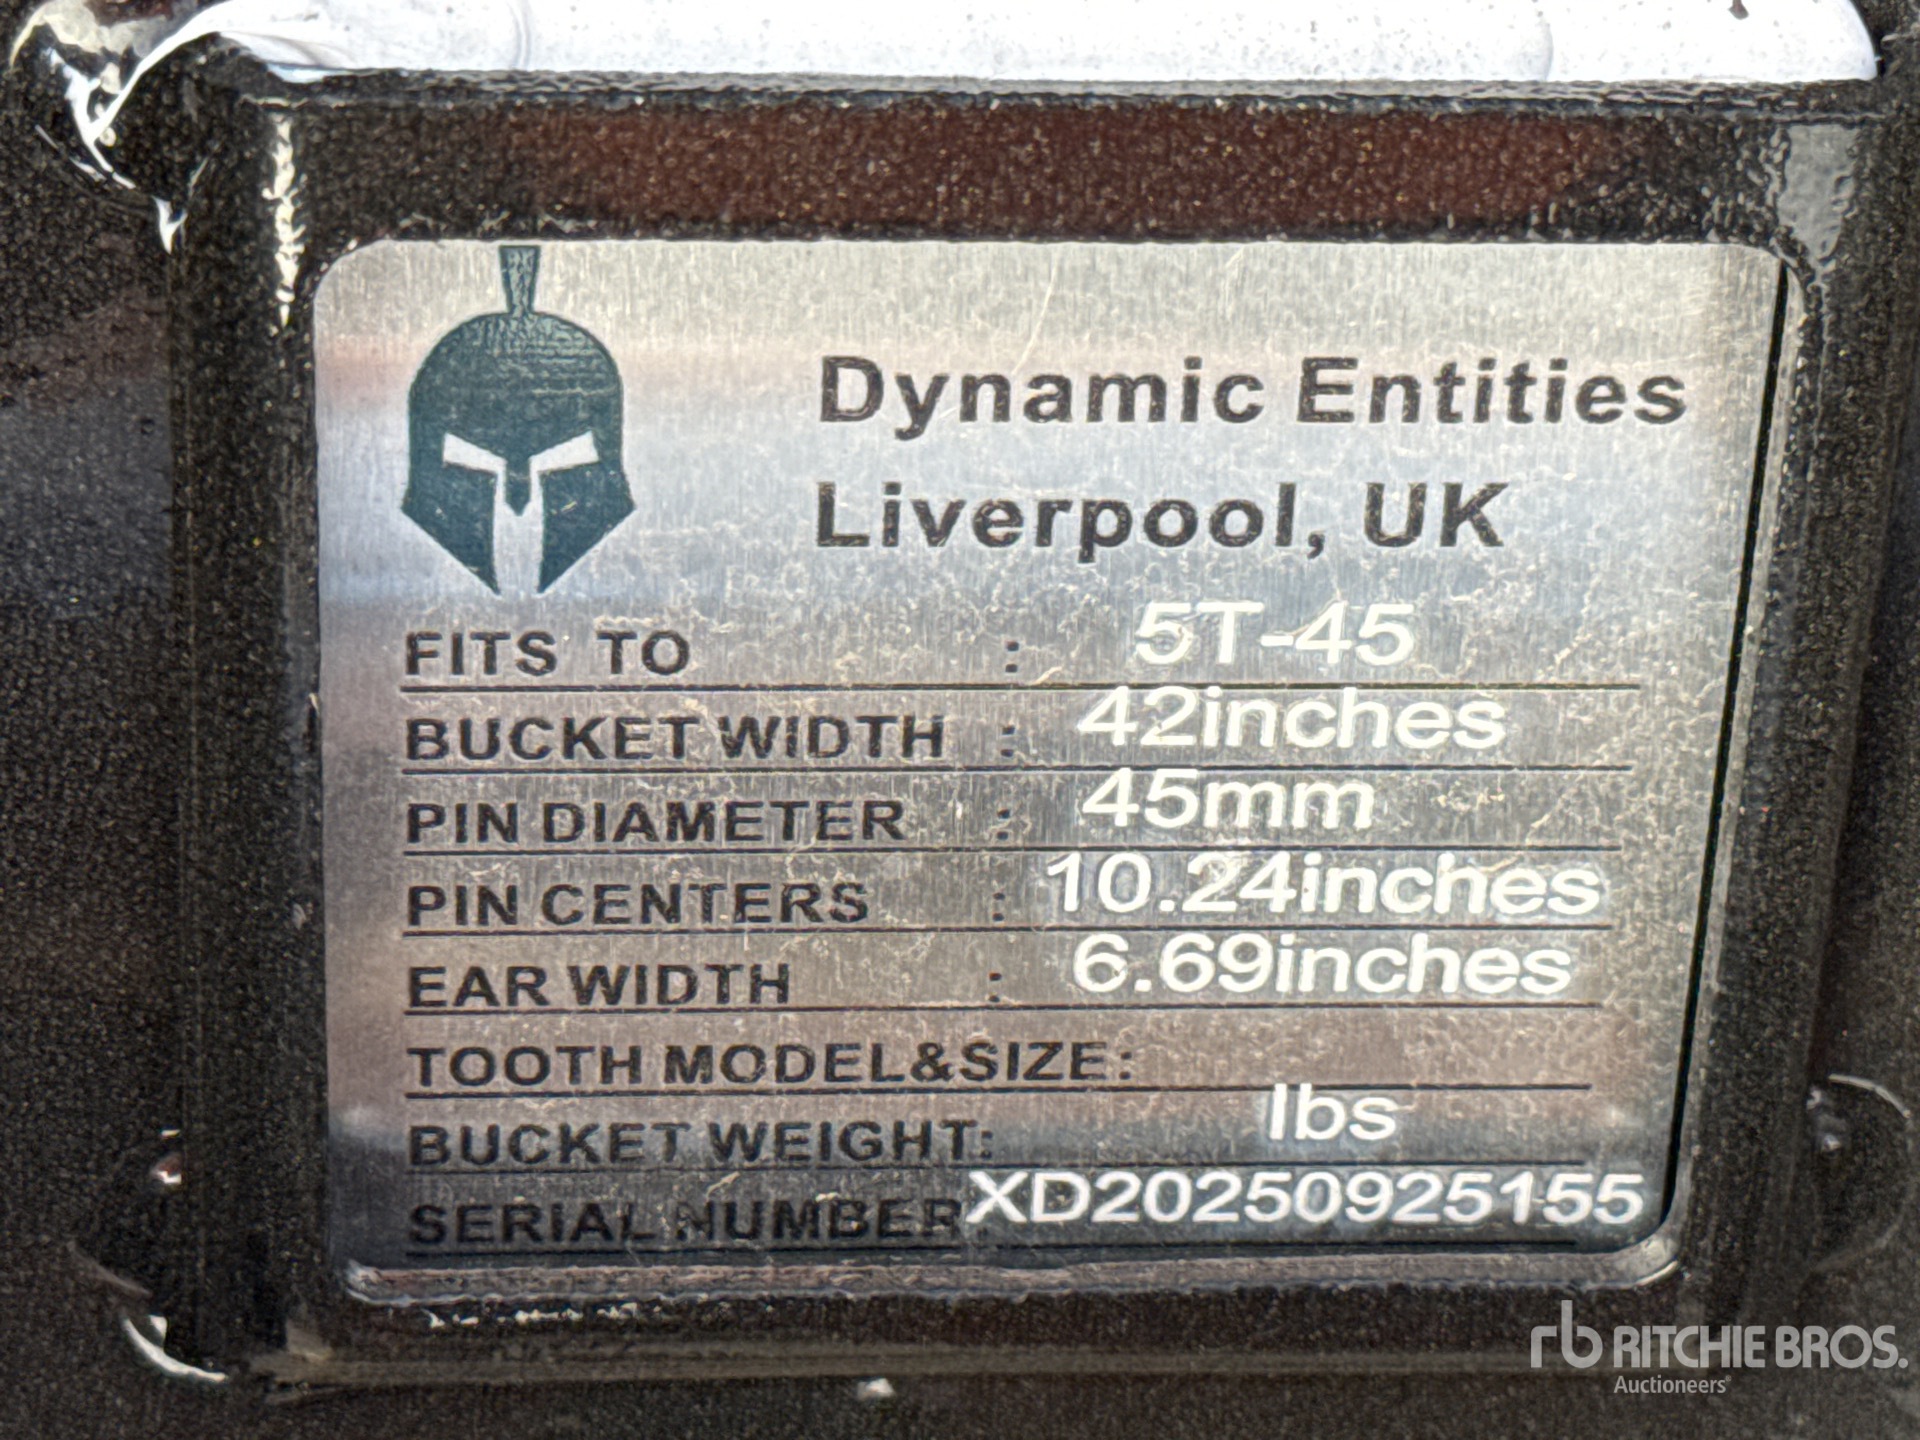 Dynamic Entities
Liverpool, UK
FITS TO : 5T-45
BUCKET WIDTH : 42inches
PIN DIAMETER : 45mm
PIN CENTERS : 10.24inches
EAR WIDTH : 6.69inches
TOOTH MODEL&SIZE:
BUCKET WEIGHT: lbs
SERIAL NUMBER: XD20250925155
rb RITCHIE BROS.
Auctioneers